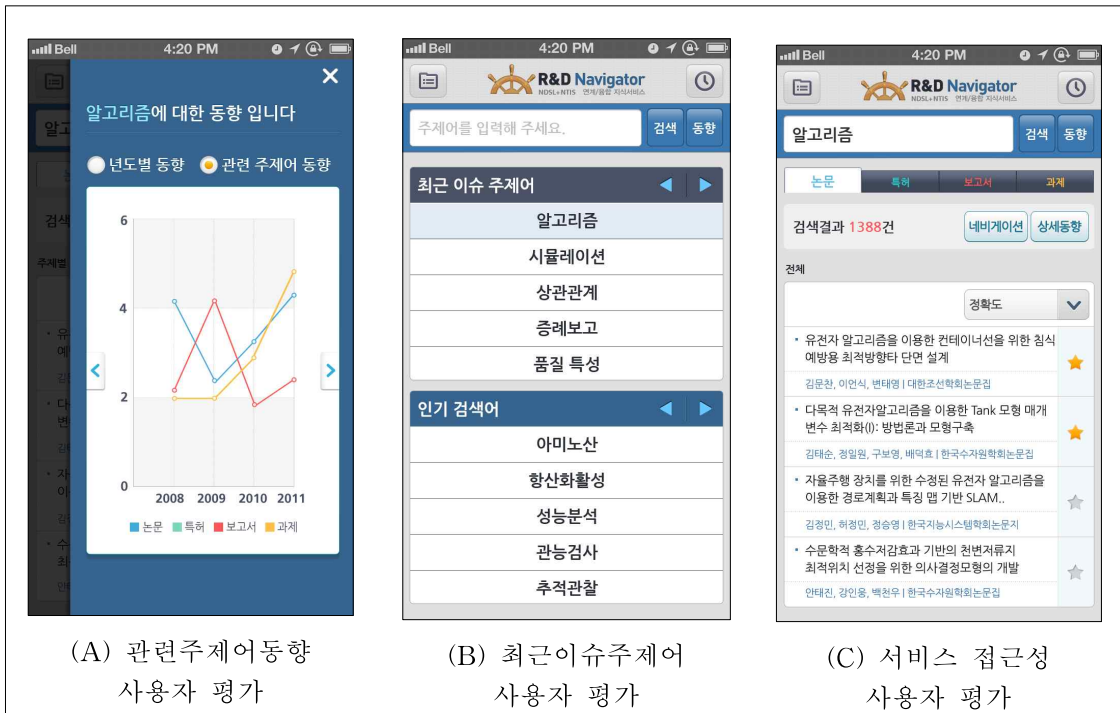 Bell 4:20 PM
알고리즘에 대한 동향 입니다
년도별 동향 관련 주제어 동향
6
4
2
0
2008 2009 2010 2011
논문 특허 보고서 과제
(A) 관련주제어동향
사용자 평가
Bell 4:20 PM
R&D Navigator
NDSL+NTIS 연계/융합 지식서비스
주제어를 입력해 주세요. 검색 동향
최근 이슈 주제어
알고리즘
시뮬레이션
상관관계
증례보고
품질 특성
인기 검색어
아미노산
항산화활성
성능분석
관능검사
추적관찰
(B) 최근이슈주제어
사용자 평가
Bell 4:20 PM
R&D Navigator
NDSL+NTIS 연계/융합 지식서비스
알고리즘 검색 동향
논문 특허 보고서 과제
검색결과 1388건 네비게이션 상세동향
전체
정확도
유전자 알고리즘을 이용한 컨테이너선을 위한 침식
예방용 최적방향타 단면 설계
김문찬, 이언식, 변태영 | 대한조선학회논문집
다목적 유전자알고리즘을 이용한 Tank 모형 매개
변수 최적화(I): 방법론과 모형구축
김태순, 정일원, 구보영, 배덕효 | 한국수자원학회논문집
자율주행 장치를 위한 수정된 유전자 알고리즘을
이용한 경로계획과 특징 맵 기반 SLAM..
김정민, 허정민, 정승영 | 한국지능시스템학회논문지
수문학적 홍수저감효과 기반의 천변저류지
최적위치 선정을 위한 의사결정모형의 개발
안태진, 강인웅, 백천우 | 한국수자원학회논문집
(C) 서비스 접근성
사용자 평가